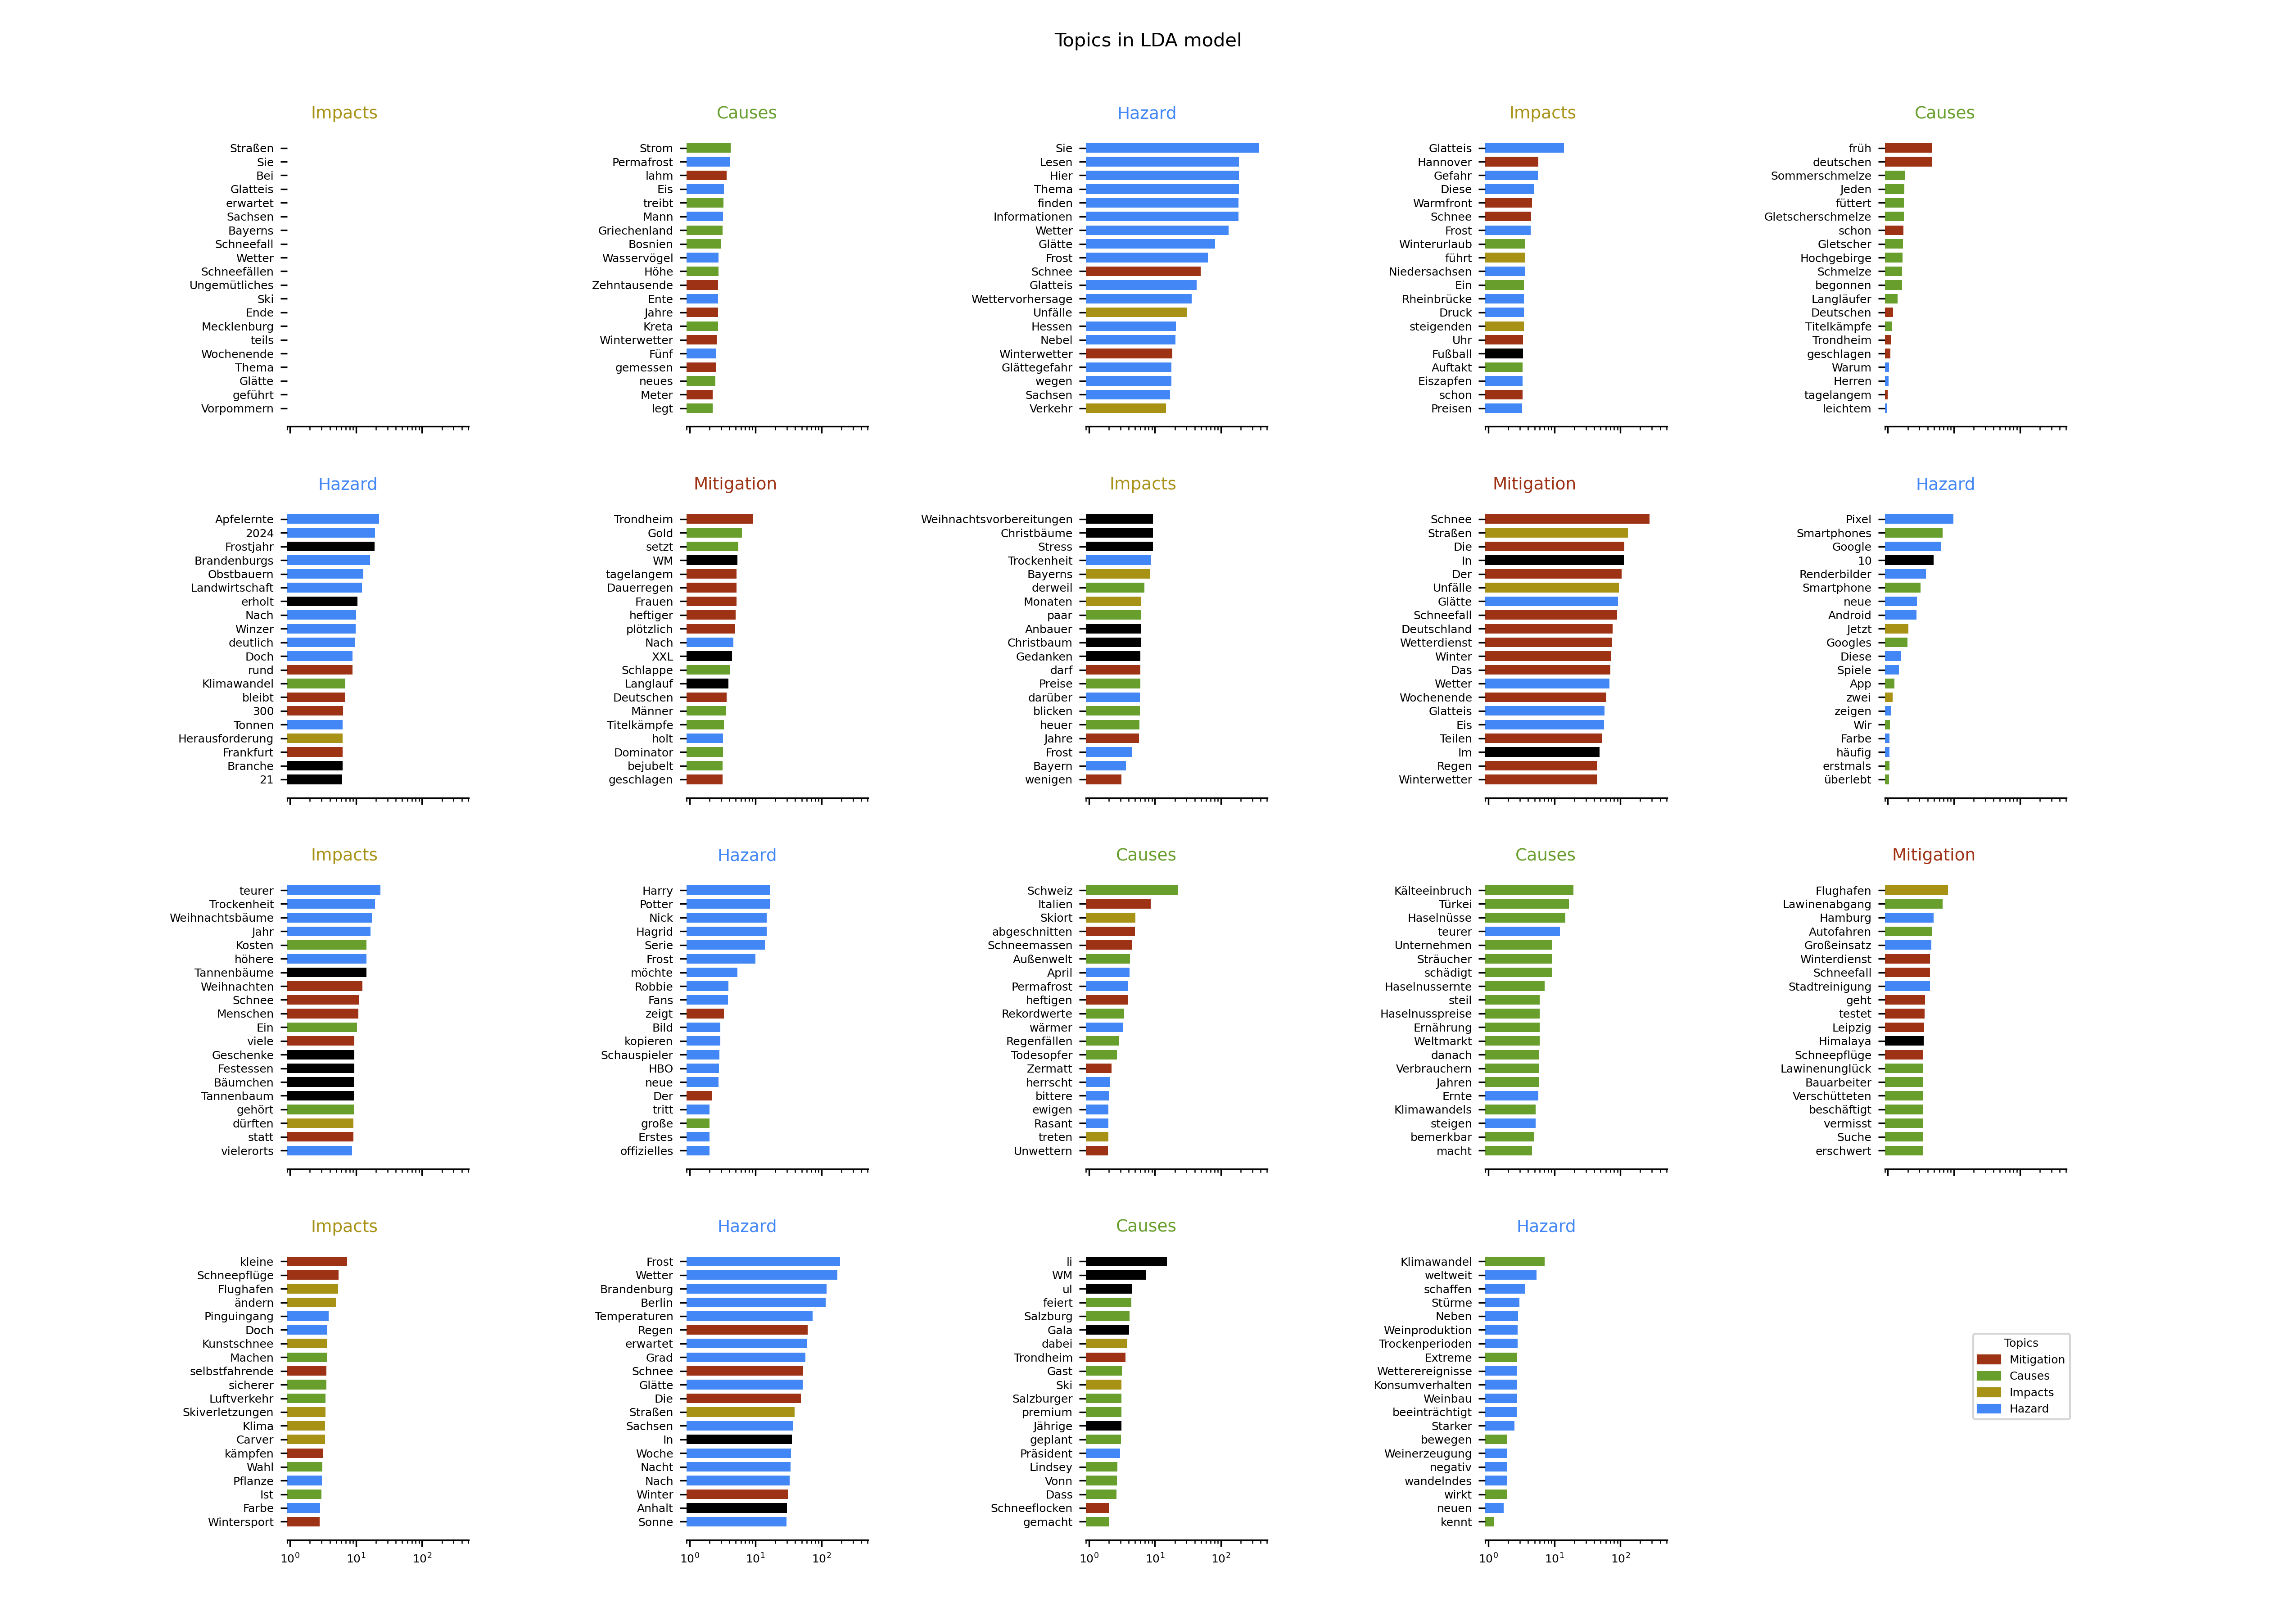 Topics in LDA model
Impacts
Straßen
Sie
Bei
Glatteis
erwartet
Sachsen
Bayerns
Schneefall
Wetter
Schneefällen
Ungemütliches
Ski
Ende
Mecklenburg
teils
Wochenende
Thema
Glätte
geführt
Vorpommern
Causes
Strom
Permafrost
lahm
Eis
treibt
Mann
Griechenland
Bosnien
Wasservögel
Höhe
Zehntausende
Ente
Jahre
Kreta
Winterwetter
Fünf
gemessen
neues
Meter
legt
Hazard
Sie
Lesen
Hier
Thema
finden
Informationen
Wetter
Glätte
Frost
Schnee
Glatteis
Wettervorhersage
Unfälle
Hessen
Nebel
Winterwetter
Glättegefahr
wegen
Sachsen
Verkehr
Impacts
Glatteis
Hannover
Gefahr
Diese
Warmfront
Schnee
Frost
Winterurlaub
führt
Niedersachsen
Ein
Rheinbrücke
Druck
steigenden
Uhr
Fußball
Auftakt
Eiszapfen
schon
Preisen
Causes
früh
deutschen
Sommerschmelze
Jeden
füttert
Gletscherschmelze
schon
Gletscher
Hochgebirge
Schmelze
begonnen
Langläufer
Deutschen
Titelkämpfe
Trondheim
geschlagen
Warum
Herren
tagelangem
leichtem
Hazard
Apfelernte
2024
Frostjahr
Brandenburgs
Obstbauern
Landwirtschaft
erholt
Nach
Winzer
deutlich
Doch
rund
Klimawandel
bleibt
300
Tonnen
Herausforderung
Frankfurt
Branche
21
Mitigation
Trondheim
Gold
setzt
WM
tagelangem
Dauerregen
Frauen
heftiger
plötzlich
Nach
XXL
Schlappe
Langlauf
Deutschen
Männer
Titelkämpfe
holt
Dominator
bejubelt
geschlagen
Impacts
Weihnachtsvorbereitungen
Christbäume
Stress
Trockenheit
Bayerns
derweil
Monaten
paar
Anbauer
Christbaum
Gedanken
darf
Preise
darüber
blicken
heuer
Jahre
Frost
Bayern
wenigen
Mitigation
Schnee
Straßen
Die
In
Der
Unfälle
Glätte
Schneefall
Deutschland
Wetterdienst
Winter
Das
Wetter
Wochenende
Glatteis
Eis
Teilen
Im
Regen
Winterwetter
Hazard
Pixel
Smartphones
Google
10
Renderbilder
Smartphone
neue
Android
Jetzt
Googles
Diese
Spiele
App
zwei
zeigen
Wir
Farbe
häufig
erstmals
überlebt
Impacts
teurer
Trockenheit
Weihnachtsbäume
Jahr
Kosten
höhere
Tannenbäume
Weihnachten
Schnee
Menschen
Ein
viele
Geschenke
Festessen
Bäumchen
Tannenbaum
gehört
dürften
statt
vielerorts
Hazard
Harry
Potter
Nick
Hagrid
Serie
Frost
möchte
Robbie
Fans
zeigt
Bild
kopieren
Schauspieler
HBO
neue
Der
tritt
große
Erstes
offizielles
Causes
Schweiz
Italien
Skiort
abgeschnitten
Schneemassen
Außenwelt
April
Permafrost
heftigen
Rekordwerte
wärmer
Regenfällen
Todesopfer
Zermatt
herrscht
bittere
ewigen
Rasant
treten
Unwettern
Causes
Kälteeinbruch
Türkei
Haselnüsse
teurer
Unternehmen
Sträucher
schädigt
Haselnussernte
steil
Haselnusspreise
Ernährung
Weltmarkt
danach
Verbrauchern
Jahren
Ernte
Klimawandels
steigen
bemerkbar
macht
Mitigation
Flughafen
Lawinenabgang
Hamburg
Autofahren
Großeinsatz
Winterdienst
Schneefall
Stadtreinigung
geht
testet
Leipzig
Himalaya
Schneepflüge
Lawinenunglück
Bauarbeiter
Verschütteten
beschäftigt
vermisst
Suche
erschwert
Impacts
kleine
Schneepflüge
Flughafen
ändern
Pinguingang
Doch
Kunstschnee
Machen
selbstfahrende
sicherer
Luftverkehr
Skiverletzungen
Klima
Carver
kämpfen
Wahl
Pflanze
Ist
Farbe
Wintersport
10⁰ 10¹ 10²
Hazard
Frost
Wetter
Brandenburg
Berlin
Temperaturen
Regen
erwartet
Grad
Schnee
Glätte
Die
Straßen
Sachsen
In
Woche
Nacht
Nach
Winter
Anhalt
Sonne
10⁰ 10¹ 10²
Causes
li
WM
ul
feiert
Salzburg
Gala
dabei
Trondheim
Gast
Ski
Salzburger
premium
Jährige
geplant
Präsident
Lindsey
Vonn
Dass
Schneeflocken
gemacht
10⁰ 10¹ 10²
Hazard
Klimawandel
weltweit
schaffen
Stürme
Neben
Weinproduktion
Trockenperioden
Extreme
Wetterereignisse
Konsumverhalten
Weinbau
beeinträchtigt
Starker
bewegen
Weinerzeugung
negativ
wandelndes
wirkt
neuen
kennt
10⁰ 10¹ 10²
Topics
Mitigation
Causes
Impacts
Hazard